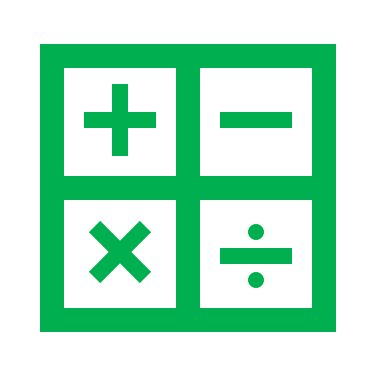 + −
× ÷